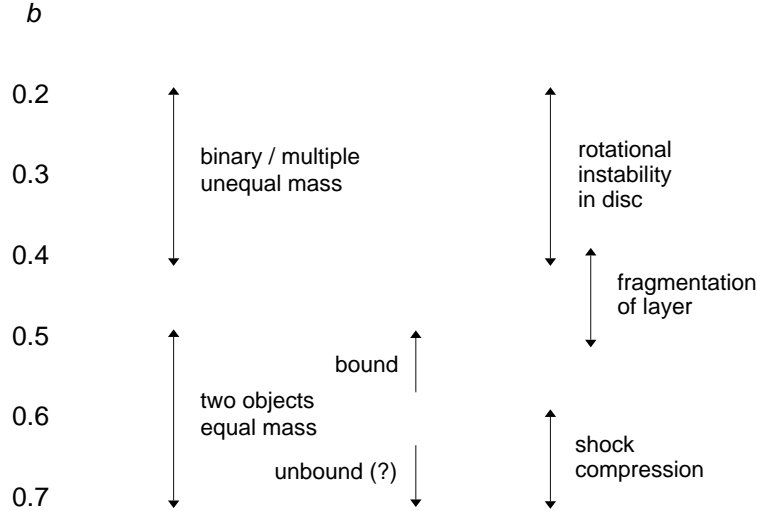 b
0.2
0.3
0.4
0.5
0.6
0.7
binary / multiple
unequal mass
two objects
equal mass
bound
unbound (?)
rotational
instability
in disc
fragmentation
of layer
shock
compression